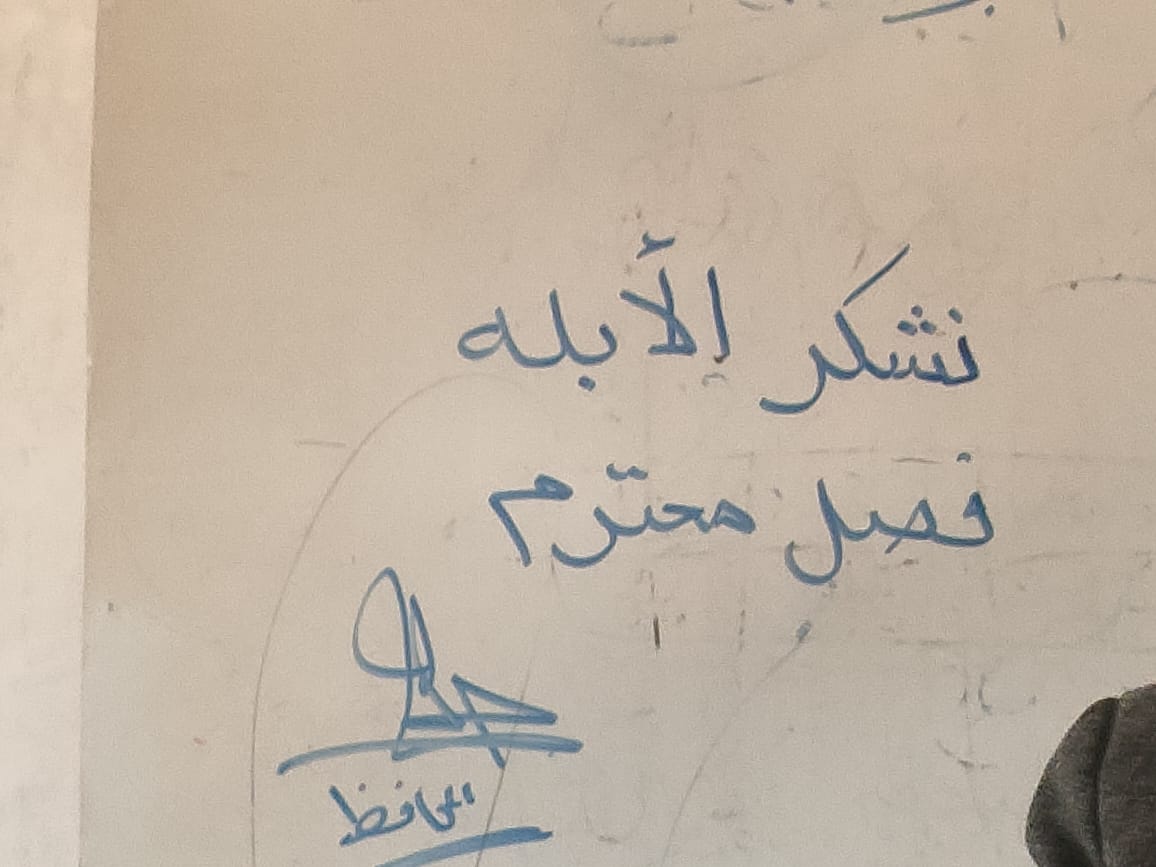 نشكر الأبله
فصل محترم
الحافظ